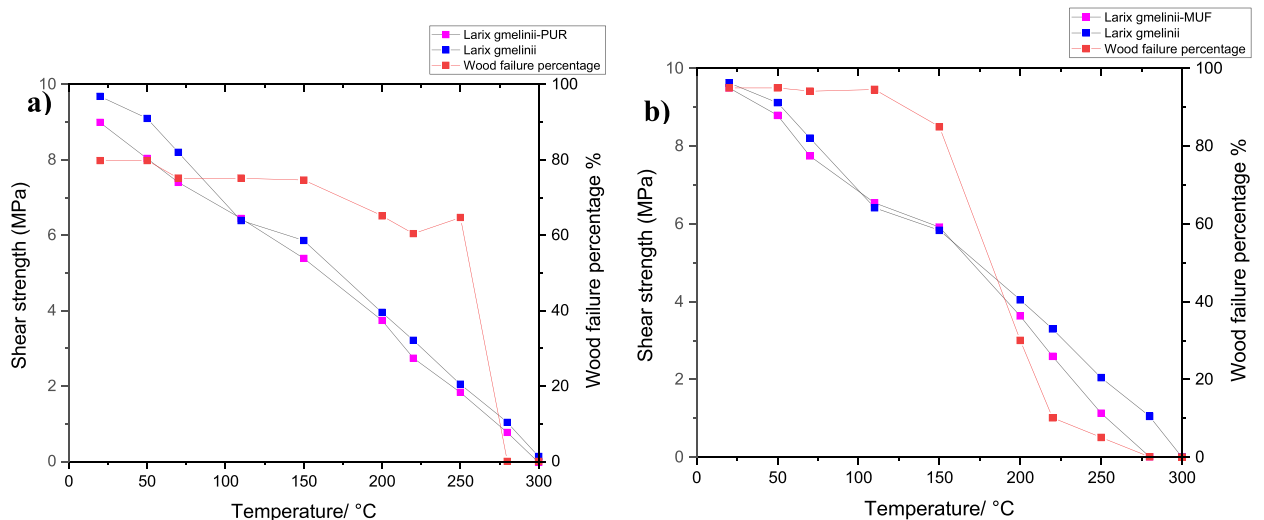 Larix gmelinii-PUR
Larix gmelinii
Wood failure percentage
a)
10
8
6
4
2
0
Shear strength (MPa)
100
80
60
40
20
0
Wood failure percentage %
0 50 100 150 200 250 300
Temperature/ °C
Larix gmelinii-MUF
Larix gmelinii
Wood failure percentage
b)
10
8
6
4
2
0
Shear strength (MPa)
100
80
60
40
20
0
Wood failure percentage %
0 50 100 150 200 250 300
Temperature/ °C